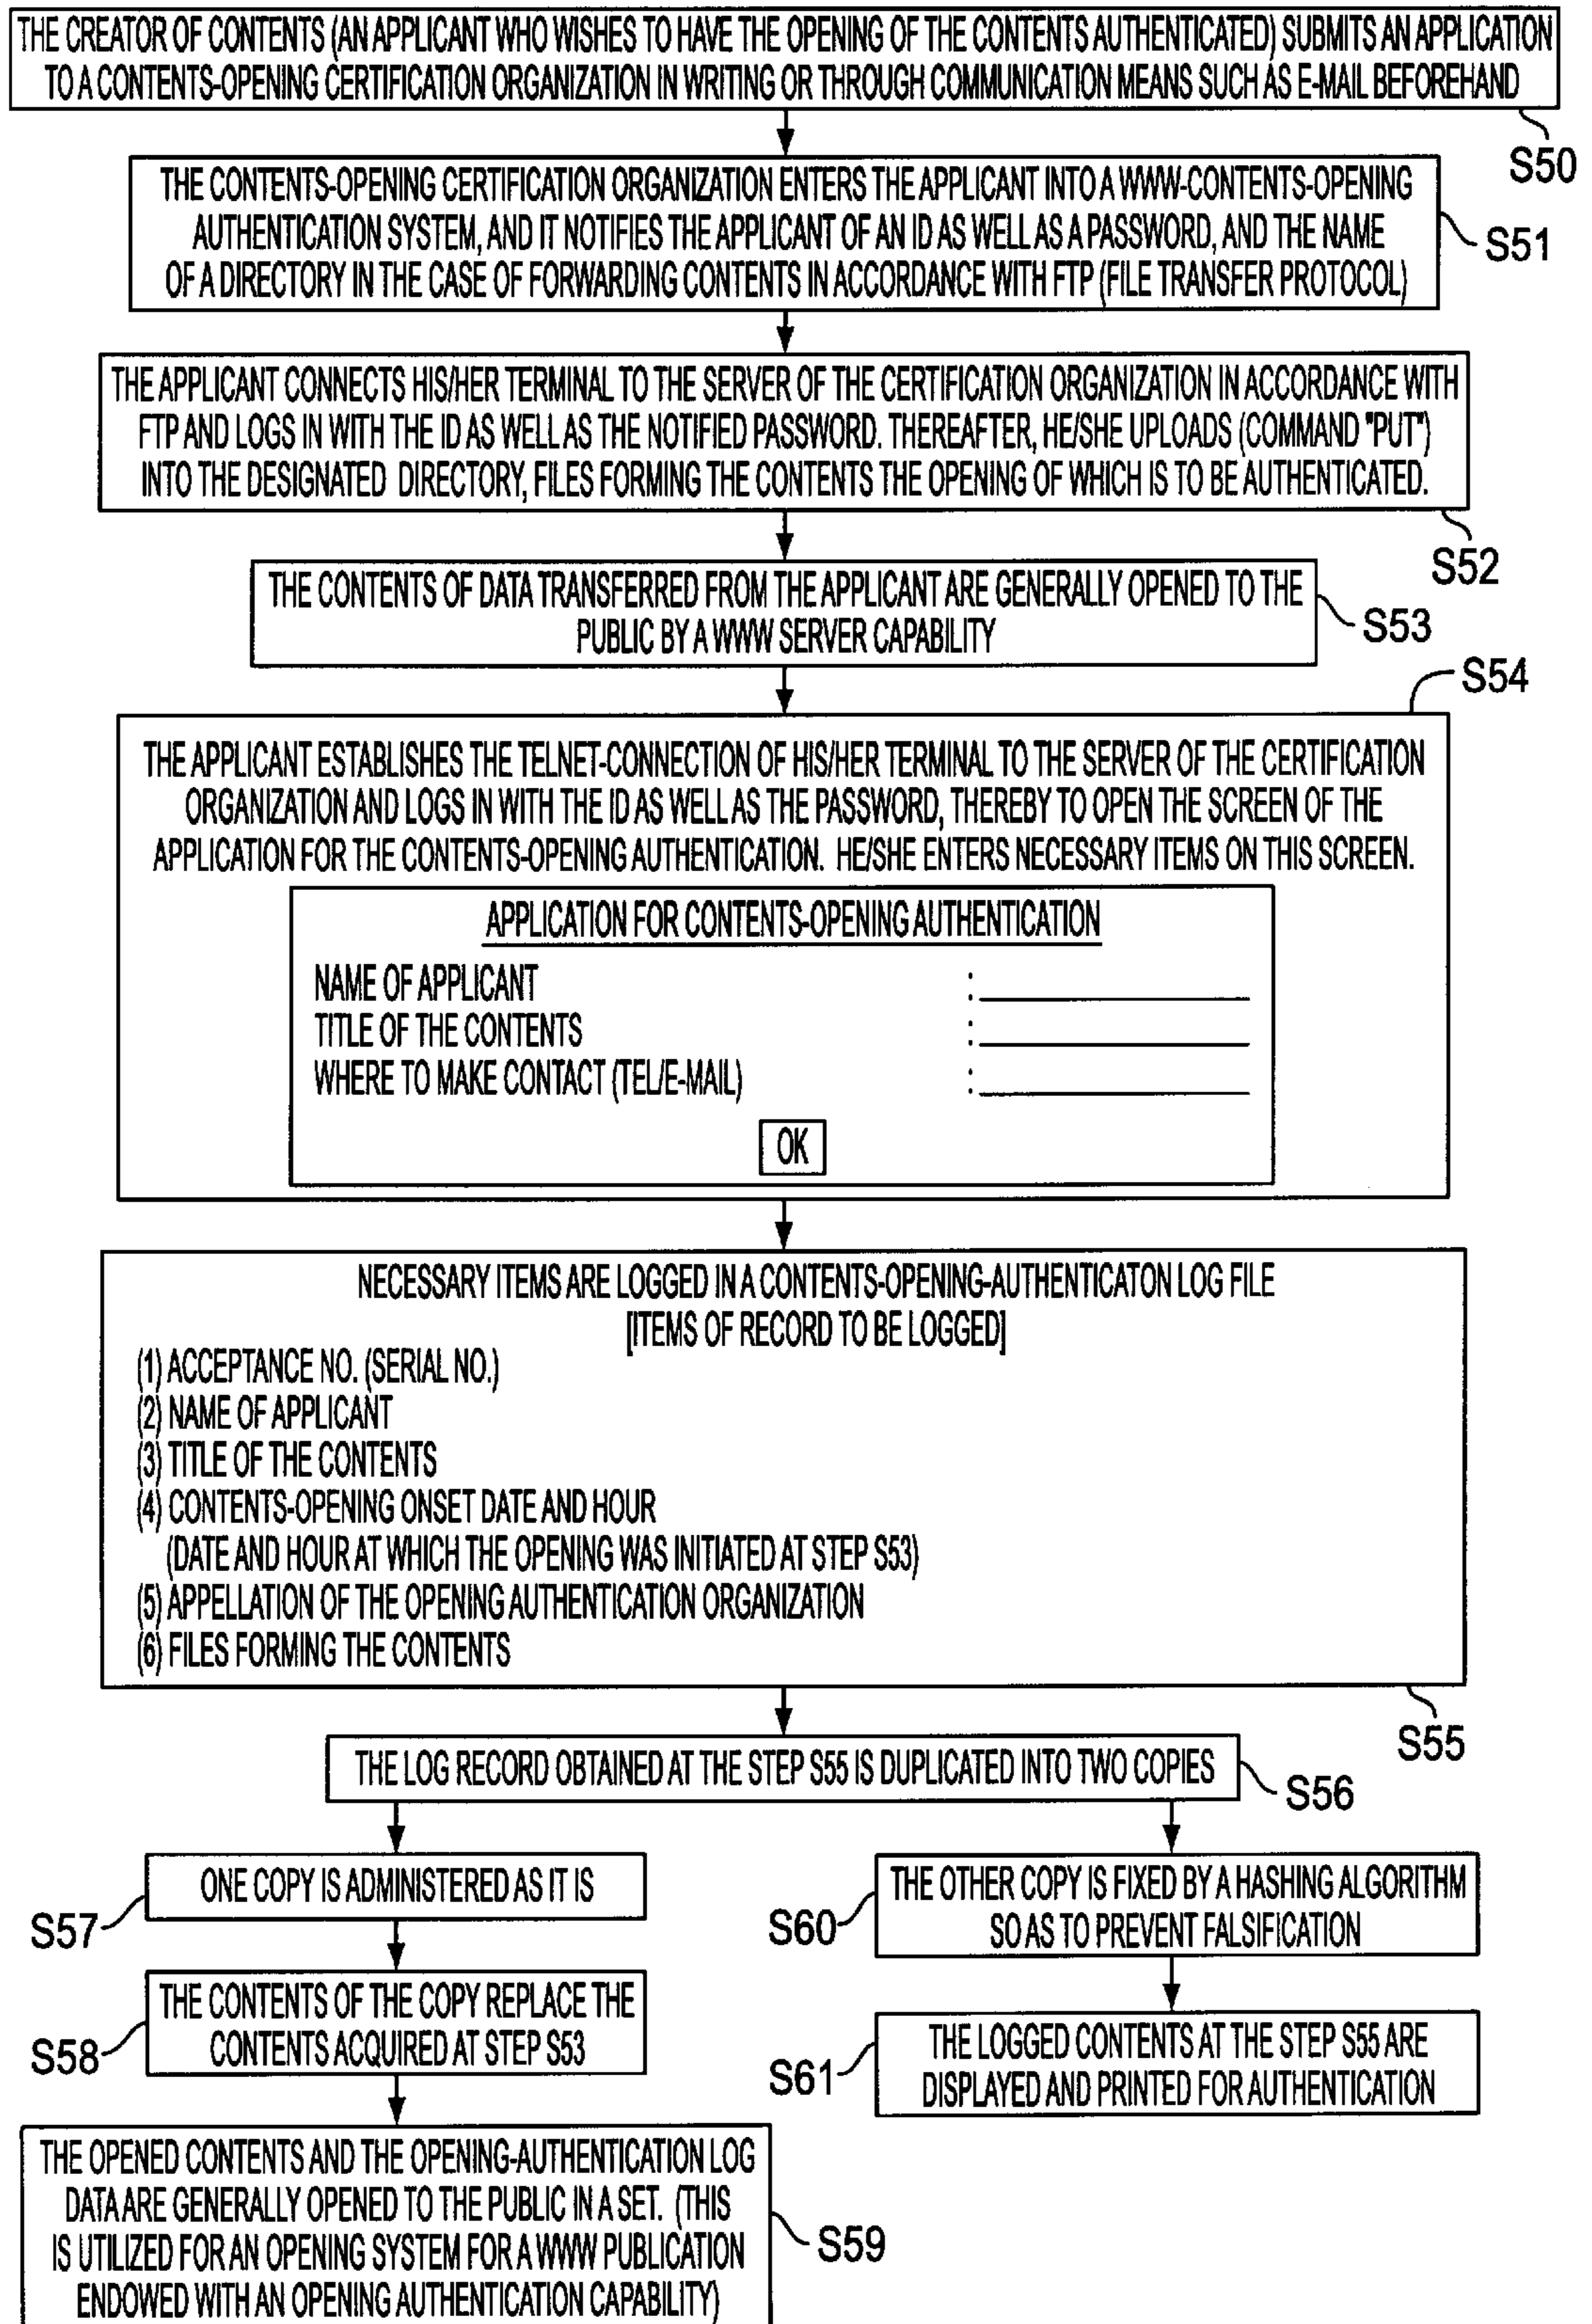 THE CREATOR OF CONTENTS (AN APPLICANT WHO WISHES TO HAVE THE OPENING OF THE CONTENTS AUTHENTICATED) SUBMITS AN APPLICATION
TO A CONTENTS-OPENING CERTIFICATION ORGANIZATION IN WRITING OR THROUGH COMMUNICATION MEANS SUCH AS E-MAIL BEFOREHAND
S50
THE CONTENTS-OPENING CERTIFICATION ORGANIZATION ENTERS THE APPLICANT INTO A WWW-CONTENTS-OPENING
AUTHENTICATION SYSTEM, AND IT NOTIFIES THE APPLICANT OF AN ID AS WELL AS A PASSWORD, AND THE NAME
OF A DIRECTORY IN THE CASE OF FORWARDING CONTENTS IN ACCORDANCE WITH FTP (FILE TRANSFER PROTOCOL)
S51
THE APPLICANT CONNECTS HIS/HER TERMINAL TO THE SERVER OF THE CERTIFICATION ORGANIZATION IN ACCORDANCE WITH
FTP AND LOGS IN WITH THE ID AS WELL AS THE NOTIFIED PASSWORD. THEREAFTER, HE/SHE UPLOADS (COMMAND "PUT")
INTO THE DESIGNATED DIRECTORY, FILES FORMING THE CONTENTS THE OPENING OF WHICH IS TO BE AUTHENTICATED.
S52
THE CONTENTS OF DATA TRANSFERRED FROM THE APPLICANT ARE GENERALLY OPENED TO THE
PUBLIC BY A WWW SERVER CAPABILITY
S53
S54
THE APPLICANT ESTABLISHES THE TELNET-CONNECTION OF HIS/HER TERMINAL TO THE SERVER OF THE CERTIFICATION
ORGANIZATION AND LOGS IN WITH THE ID AS WELL AS THE PASSWORD, THEREBY TO OPEN THE SCREEN OF THE
APPLICATION FOR THE CONTENTS-OPENING AUTHENTICATION. HE/SHE ENTERS NECESSARY ITEMS ON THIS SCREEN.
APPLICATION FOR CONTENTS-OPENING AUTHENTICATION
NAME OF APPLICANT :
TITLE OF THE CONTENTS :
WHERE TO MAKE CONTACT (TEL/E-MAIL) :
OK
NECESSARY ITEMS ARE LOGGED IN A CONTENTS-OPENING-AUTHENTICATON LOG FILE
[ITEMS OF RECORD TO BE LOGGED]
(1) ACCEPTANCE NO. (SERIAL NO.)
(2) NAME OF APPLICANT
(3) TITLE OF THE CONTENTS
(4) CONTENTS-OPENING ONSET DATE AND HOUR
(DATE AND HOUR AT WHICH THE OPENING WAS INITIATED AT STEP S53)
(5) APPELLATION OF THE OPENING AUTHENTICATION ORGANIZATION
(6) FILES FORMING THE CONTENTS
S55
THE LOG RECORD OBTAINED AT THE STEP S55 IS DUPLICATED INTO TWO COPIES
S56
ONE COPY IS ADMINISTERED AS IT IS
S57
THE CONTENTS OF THE COPY REPLACE THE
CONTENTS ACQUIRED AT STEP S53
S58
THE OPENED CONTENTS AND THE OPENING-AUTHENTICATION LOG
DATA ARE GENERALLY OPENED TO THE PUBLIC IN A SET. (THIS
IS UTILIZED FOR AN OPENING SYSTEM FOR A WWW PUBLICATION
ENDOWED WITH AN OPENING AUTHENTICATION CAPABILITY)
S59
THE OTHER COPY IS FIXED BY A HASHING ALGORITHM
SO AS TO PREVENT FALSIFICATION
S60
THE LOGGED CONTENTS AT THE STEP S55 ARE
DISPLAYED AND PRINTED FOR AUTHENTICATION
S61